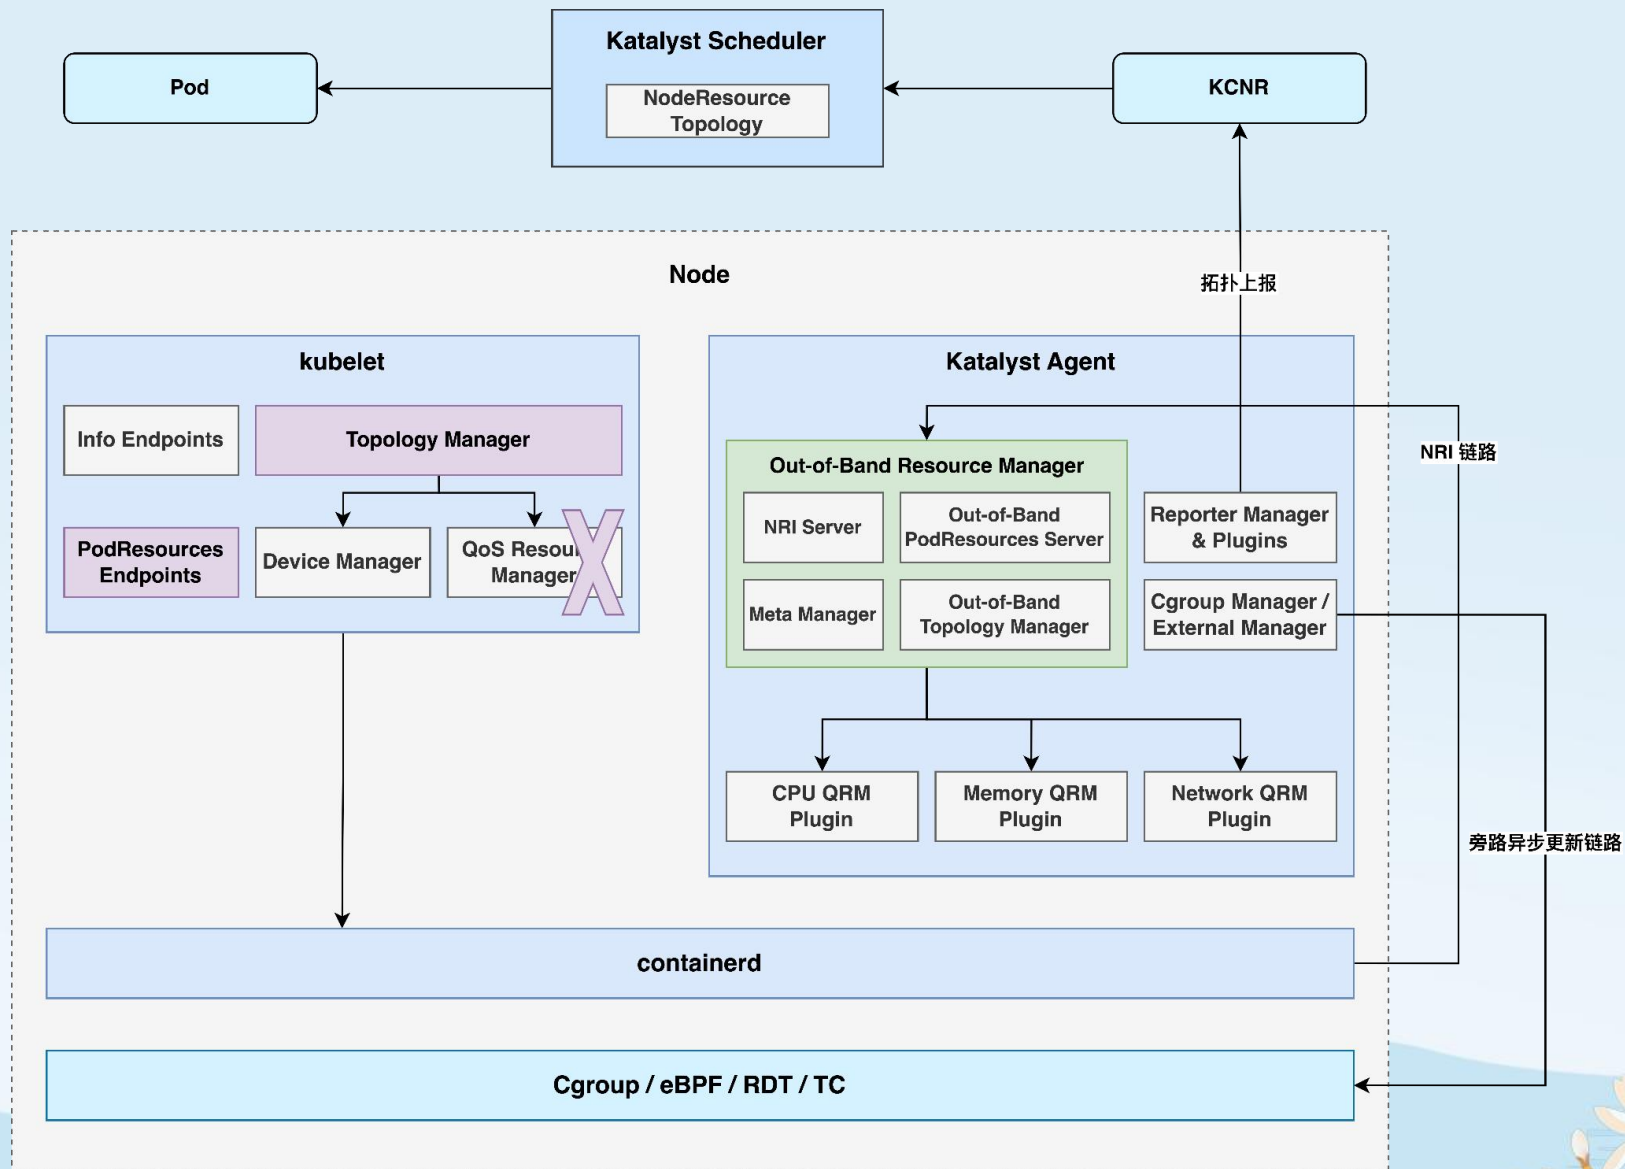 Katalyst Scheduler
Pod
NodeResource
Topology
KCNR
Node
拓扑上报
kubelet
Katalyst Agent
Info Endpoints
Topology Manager
NRI 链路
Out-of-Band Resource Manager
PodResources
Endpoints
Device Manager
QoS Resou
Manager
NRI Server
Out-of-Band
PodResources Server
Reporter Manager
& Plugins
Meta Manager
Out-of-Band
Topology Manager
Cgroup Manager /
External Manager
CPU QRM
Plugin
Memory QRM
Plugin
Network QRM
Plugin
旁路异步更新链路
containerd
Cgroup / eBPF / RDT / TC